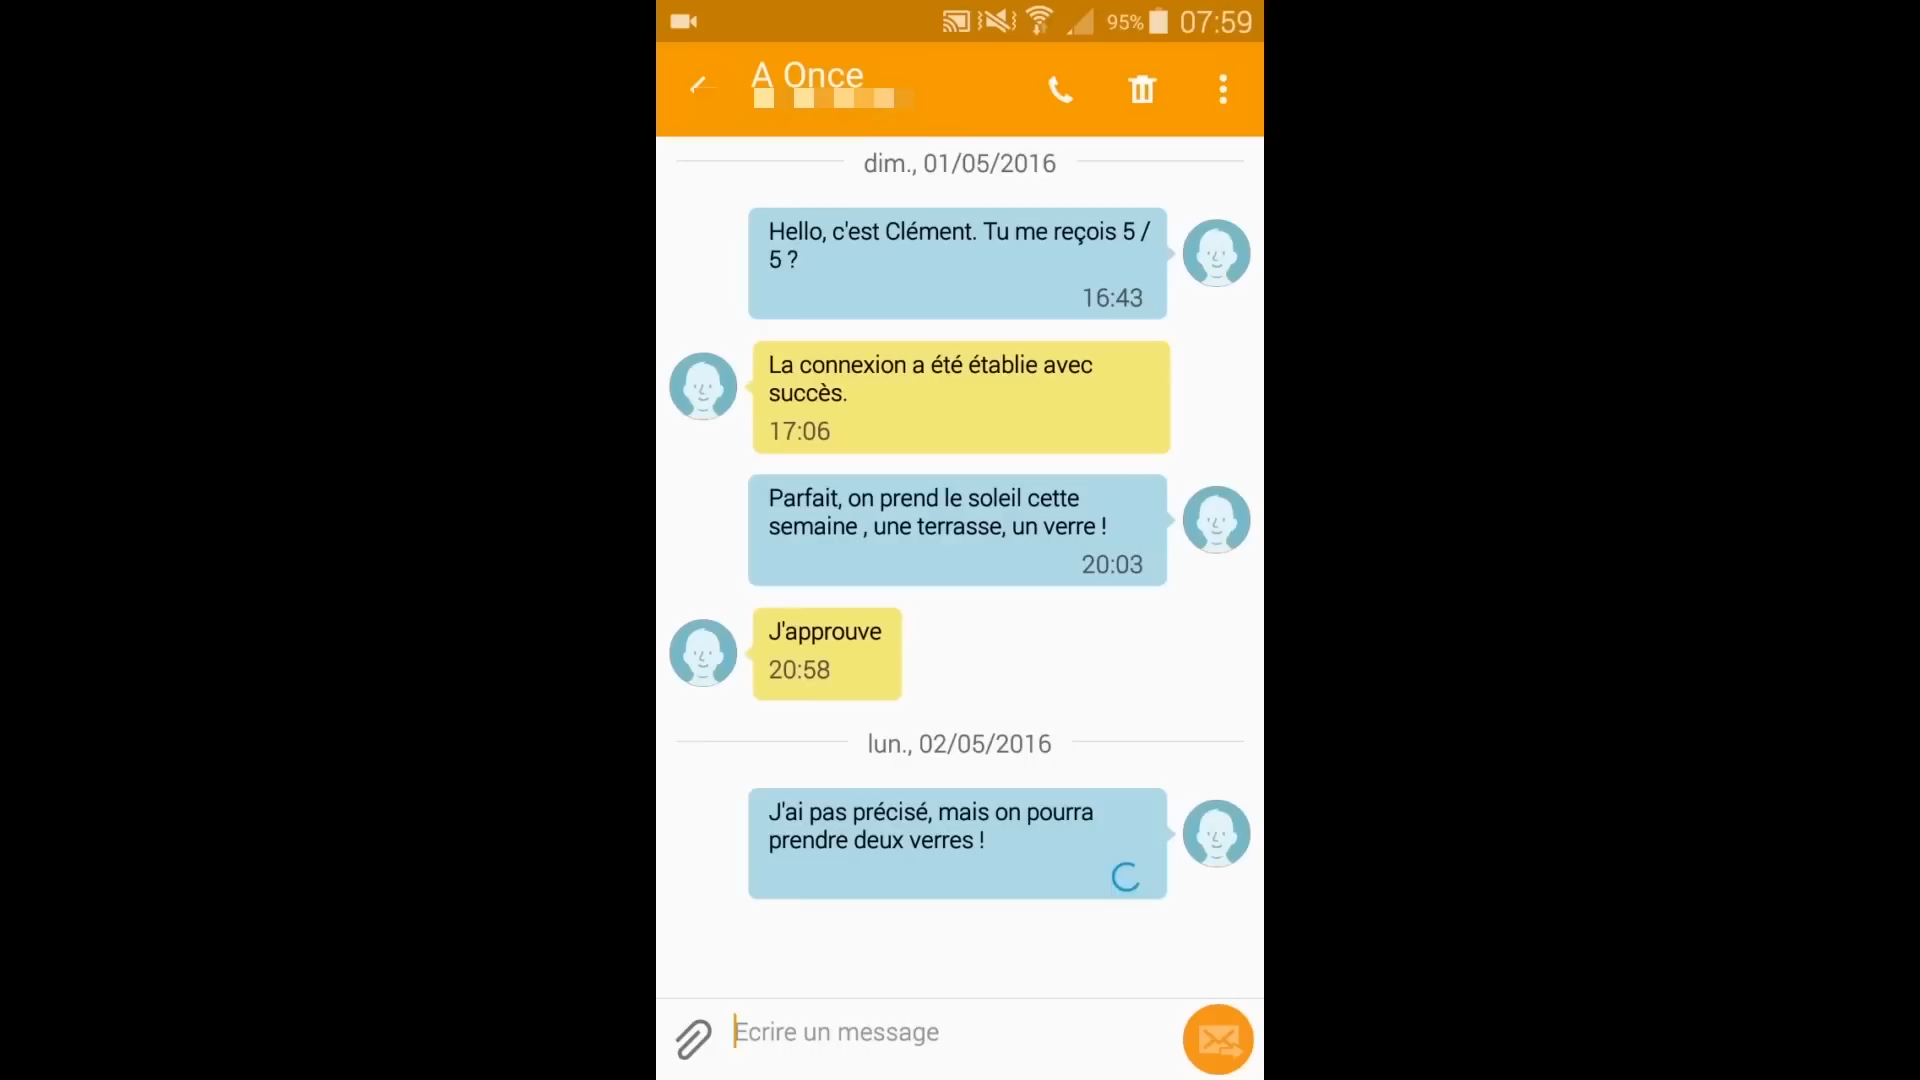 95% 07:59
A Once
dim., 01/05/2016
Hello, c'est Clément. Tu me reçois 5 /
5 ?
16:43
La connexion a été établie avec
succès.
17:06
Parfait, on prend le soleil cette
semaine , une terrasse, un verre !
20:03
J'approuve
20:58
lun., 02/05/2016
J'ai pas précisé, mais on pourra
prendre deux verres !
Ecrire un message